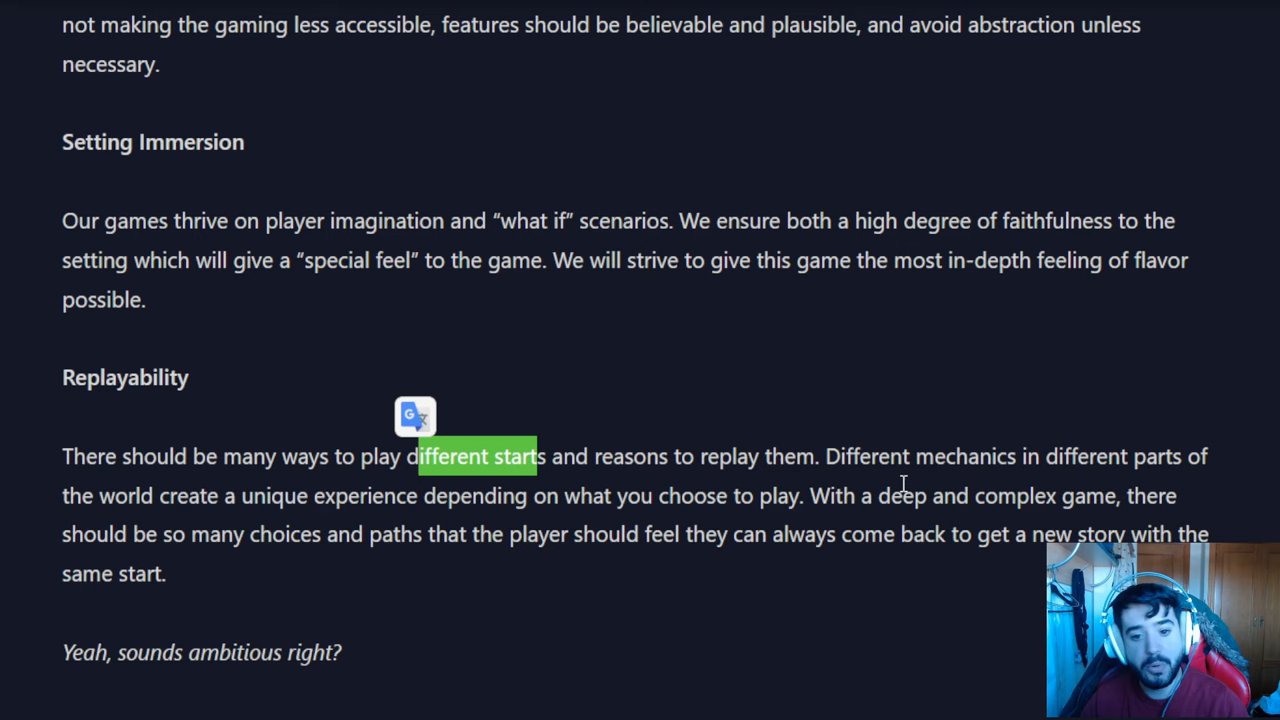 not making the gaming less accessible, features should be believable and plausible, and avoid abstraction unless
necessary.
Setting Immersion
Our games thrive on player imagination and “what if” scenarios. We ensure both a high degree of faithfulness to the
setting which will give a “special feel” to the game. We will strive to give this game the most in-depth feeling of flavor
possible.
Replayability
G
There should be many ways to play different starts and reasons to replay them. Different mechanics in different parts of
the world create a unique experience depending on what you choose to play. With a deep and complex game, there
should be so many choices and paths that the player should feel they can always come back to get a new story with the
same start.
Yeah, sounds ambitious right?